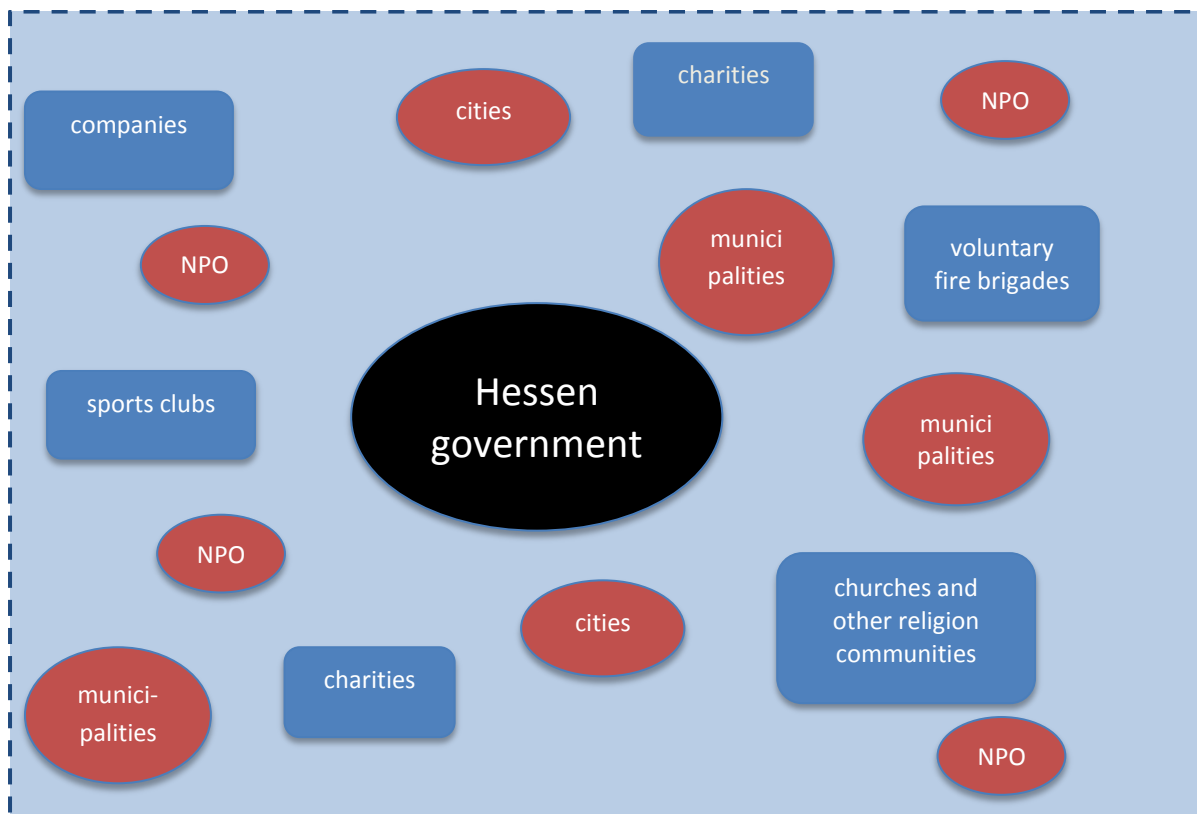 charities
NPO
cities
companies
munici
palities
voluntary
fire brigades
NPO
Hessen
government
sports clubs
munici
palities
NPO
churches and
other religion
communities
cities
charities
munici-
palities
NPO